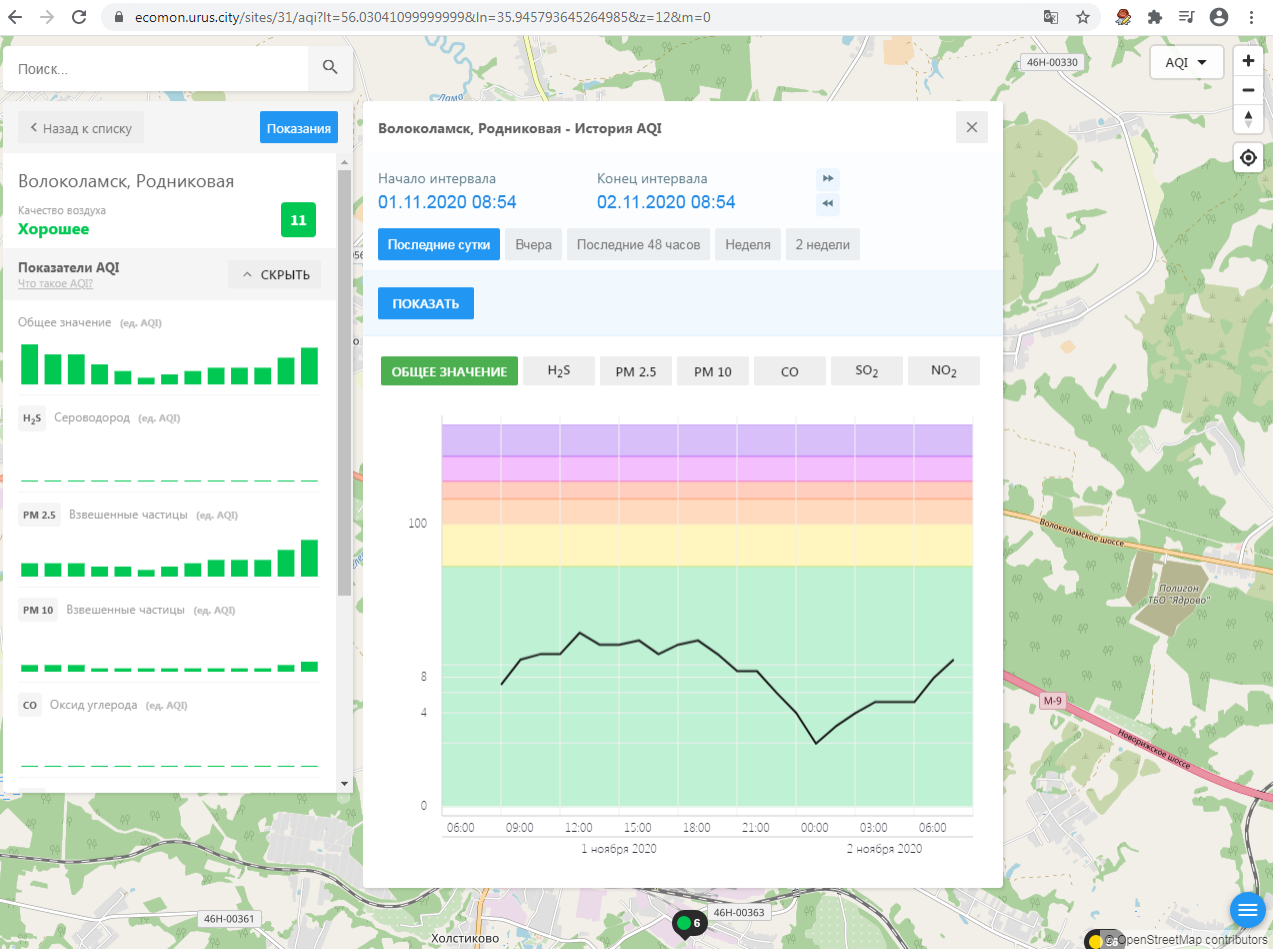 ecomon.urus.city/sites/31/aqi?lt=56.03041099999999&ln=35.945793645264985&z=12&m=0
Поиск...
46Н-00330
AQI
Назад к списку
Показания
Волоколамск, Родниковая
Качество воздуха
Хорошее
11
Показатели AQI
Что такое AQI?
СКРЫТЬ
Общее значение (ед. AQI)
H2S Сероводород (ед. AQI)
PM 2.5 Взвешенные частицы (ед. AQI)
PM 10 Взвешенные частицы (ед. AQI)
CO Оксид углерода (ед. AQI)
Волоколамск, Родниковая - История AQI
Начало интервала
01.11.2020 08:54
Конец интервала
02.11.2020 08:54
Последние сутки
Вчера
Последние 48 часов
Неделя
2 недели
ПОКАЗАТЬ
ОБЩЕЕ ЗНАЧЕНИЕ
H2S
PM 2.5
PM 10
CO
SO2
NO2
100
8
4
0
06:00 09:00 12:00 15:00 18:00 21:00 00:00 03:00 06:00
1 ноября 2020
2 ноября 2020
Волоколамское шоссе
Полигон
ТБО "Ядрово"
М-9
Новорижское шоссе
46Н-00361
46Н-00363
6
Холстиково
© OpenStreetMap contributors